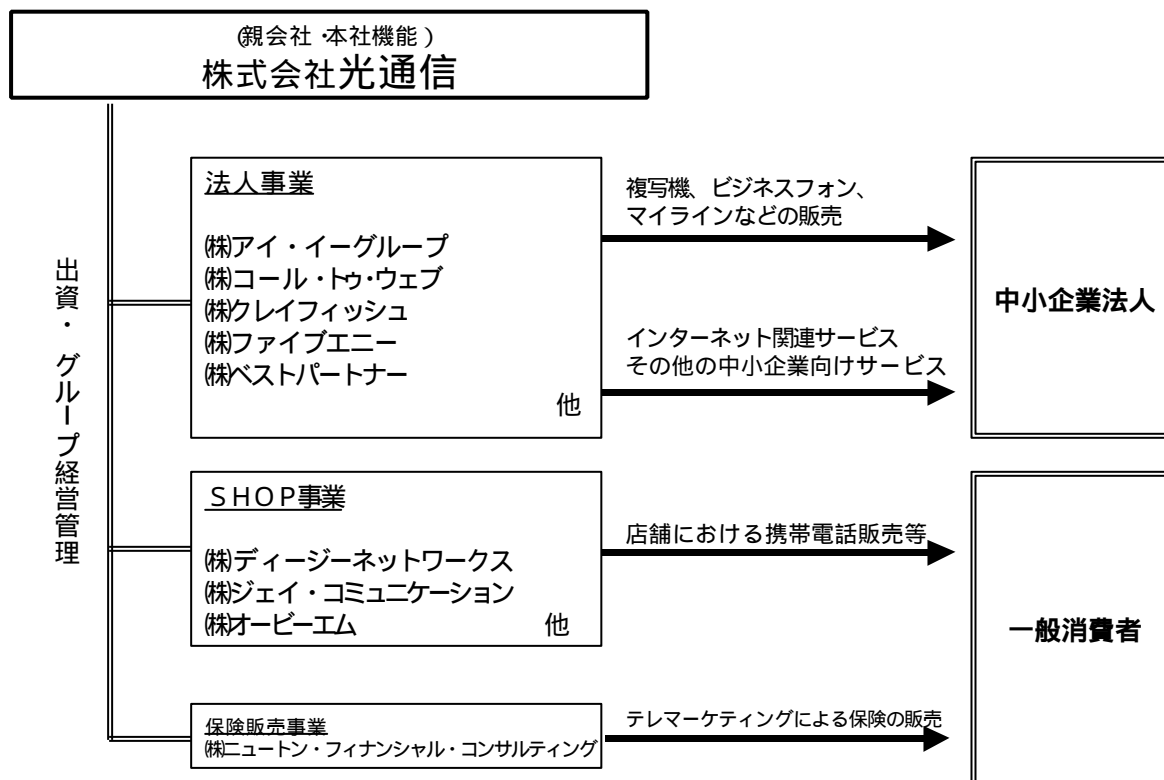 (親会社・本社機能)
株式会社光通信
出資・グループ経営管理
法人事業
㈱アイ・イーグループ
㈱コール・トゥ・ウェブ
㈱クレイフィッシュ
㈱ファイブエニー
㈱ベストパートナー
他
複写機、ビジネスフォン、
マイラインなどの販売
インターネット関連サービス
その他の中小企業向けサービス
中小企業法人
SHOP事業
㈱ディージーネットワークス
㈱ジェイ・コミュニケーション
㈱オービーエム 他
店舗における携帯電話販売等
一般消費者
保険販売事業
㈱ニュートン・フィナンシャル・コンサルティング
テレマーケティングによる保険の販売